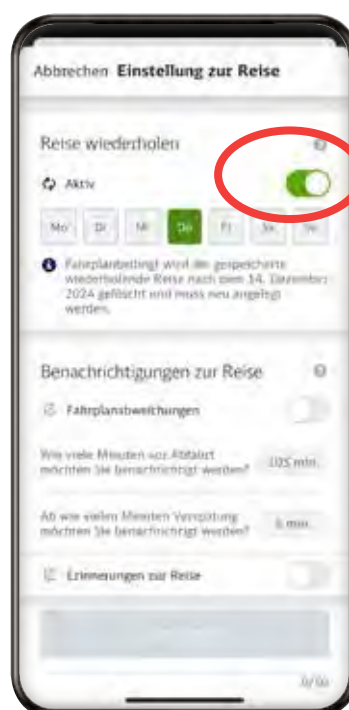 Abbrechen Einstellung zur Reise
Reise wiederholen
Aktiv
Mo Di Mi Do Fr Sa So
Fahrplanbedingt wird die gespeicherte
wiederholende Reise nach dem 14. Dezember
2024 gelöscht und muss neu angelegt
werden.
Benachrichtigungen zur Reise
Fahrplanabweichungen
Wie viele Minuten vor Abfahrt
möchten Sie benachrichtigt werden?
105 min.
Ab wie vielen Minuten Verspätung
möchten Sie benachrichtigt werden?
min.
Erinnerungen zur Reise